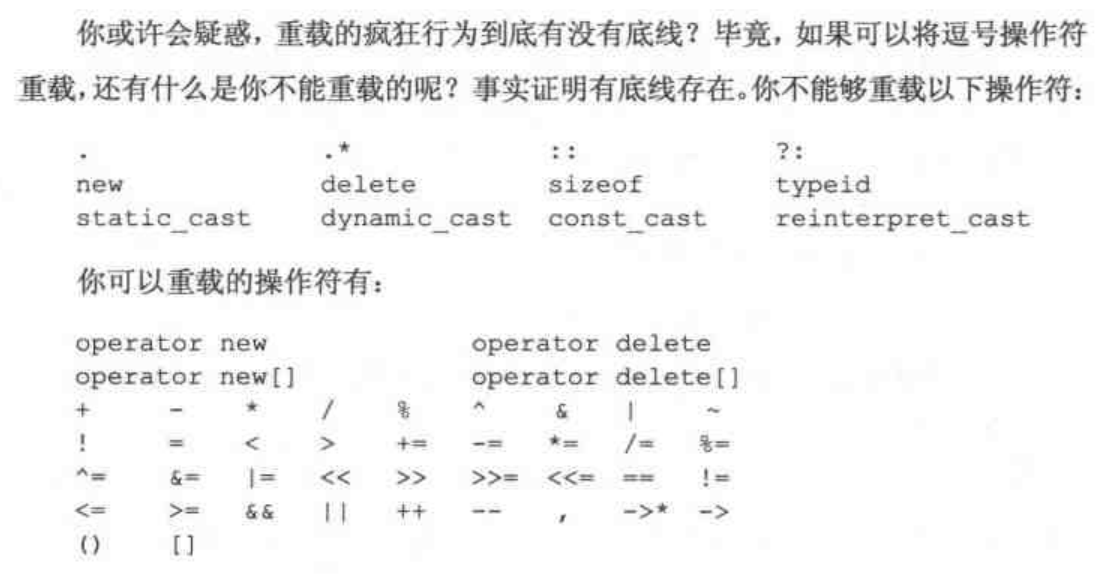 你或许会疑惑，重载的疯狂行为到底有没有底线？毕竟，如果可以将逗号操作符
重载，还有什么是你不能重载的呢？事实证明有底线存在。你不能够重载以下操作符：
. .* :: ?:
new delete sizeof typeid
static_cast dynamic_cast const_cast reinterpret_cast
你可以重载的操作符有：
operator new operator delete
operator new[] operator delete[]
+ - * / % ^ & | ~
! = < > += -= *= /= %=
^= &= |= << >> >>= <<= == !=
<= >= && || ++ -- , ->* ->
() []